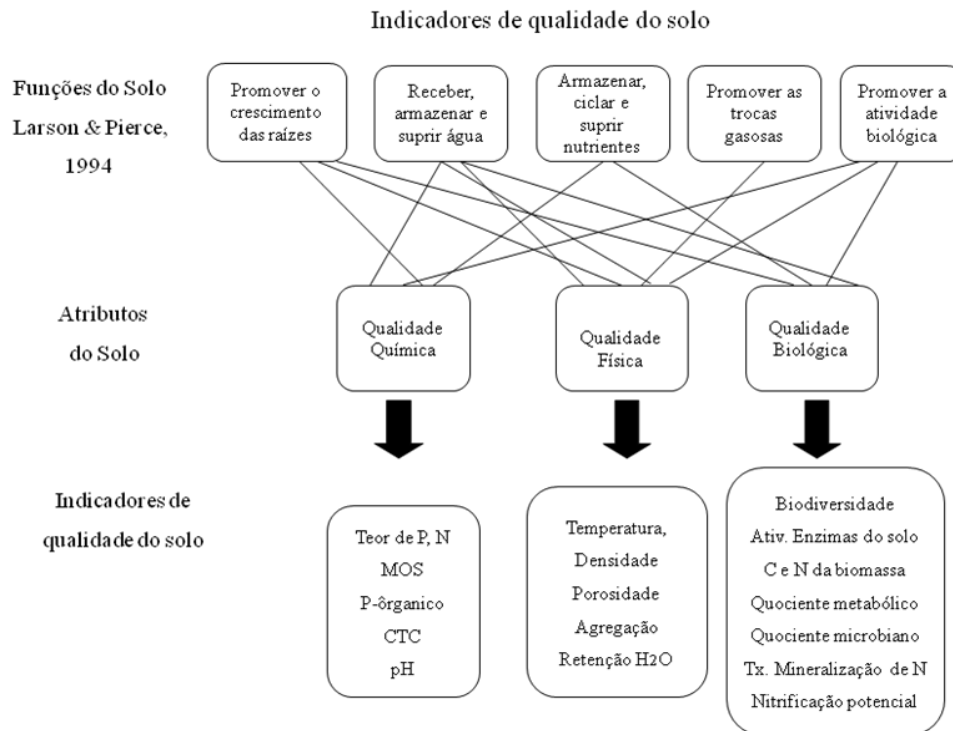 Indicadores de qualidade do solo
Funções do Solo
Larson & Pierce,
1994
Promover o
crescimento
das raízes
Receber,
armazenar e
suprir água
Armazenar,
ciclar e
suprir
nutrientes
Promover as
trocas
gasosas
Promover a
atividade
biológica
Atributos
do Solo
Qualidade
Química
Qualidade
Física
Qualidade
Biológica
Indicadores de
qualidade do solo
Teor de P, N
MOS
P-ôrganico
CTC
pH
Temperatura,
Densidade
Porosidade
Agregação
Retenção H2O
Biodiversidade
Ativ. Enzimas do solo
C e N da biomassa
Quociente metabólico
Quociente microbiano
Tx. Mineralização de N
Nitrificação potencial